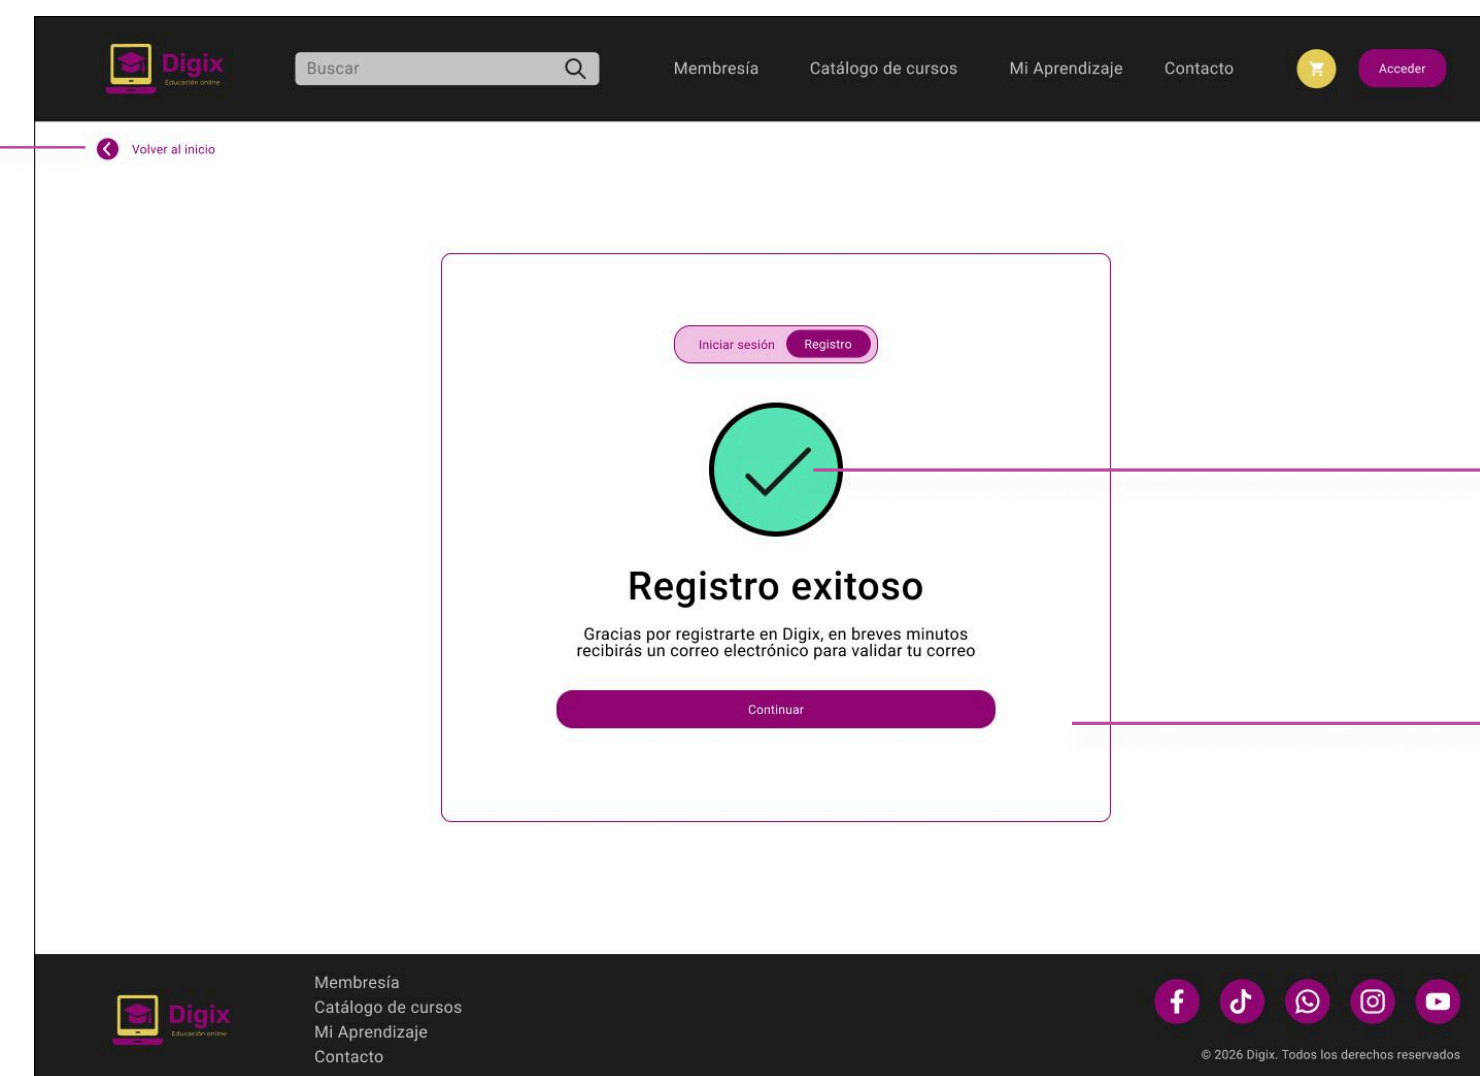 Digix
Educación online
Buscar
Membresía
Catálogo de cursos
Mi Aprendizaje
Contacto
Acceder
Volver al inicio
Iniciar sesión
Registro
Registro exitoso
Gracias por registrarte en Digix, en breves minutos
recibirás un correo electrónico para validar tu correo
Continuar
Digix
Educación online
Membresía
Catálogo de cursos
Mi Aprendizaje
Contacto
© 2026 Digix. Todos los derechos reservados